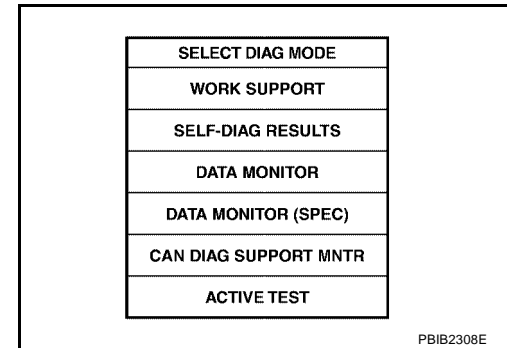 SELECT DIAG MODE
WORK SUPPORT
SELF-DIAG RESULTS
DATA MONITOR
DATA MONITOR (SPEC)
CAN DIAG SUPPORT MNTR
ACTIVE TEST
PBIB2308E